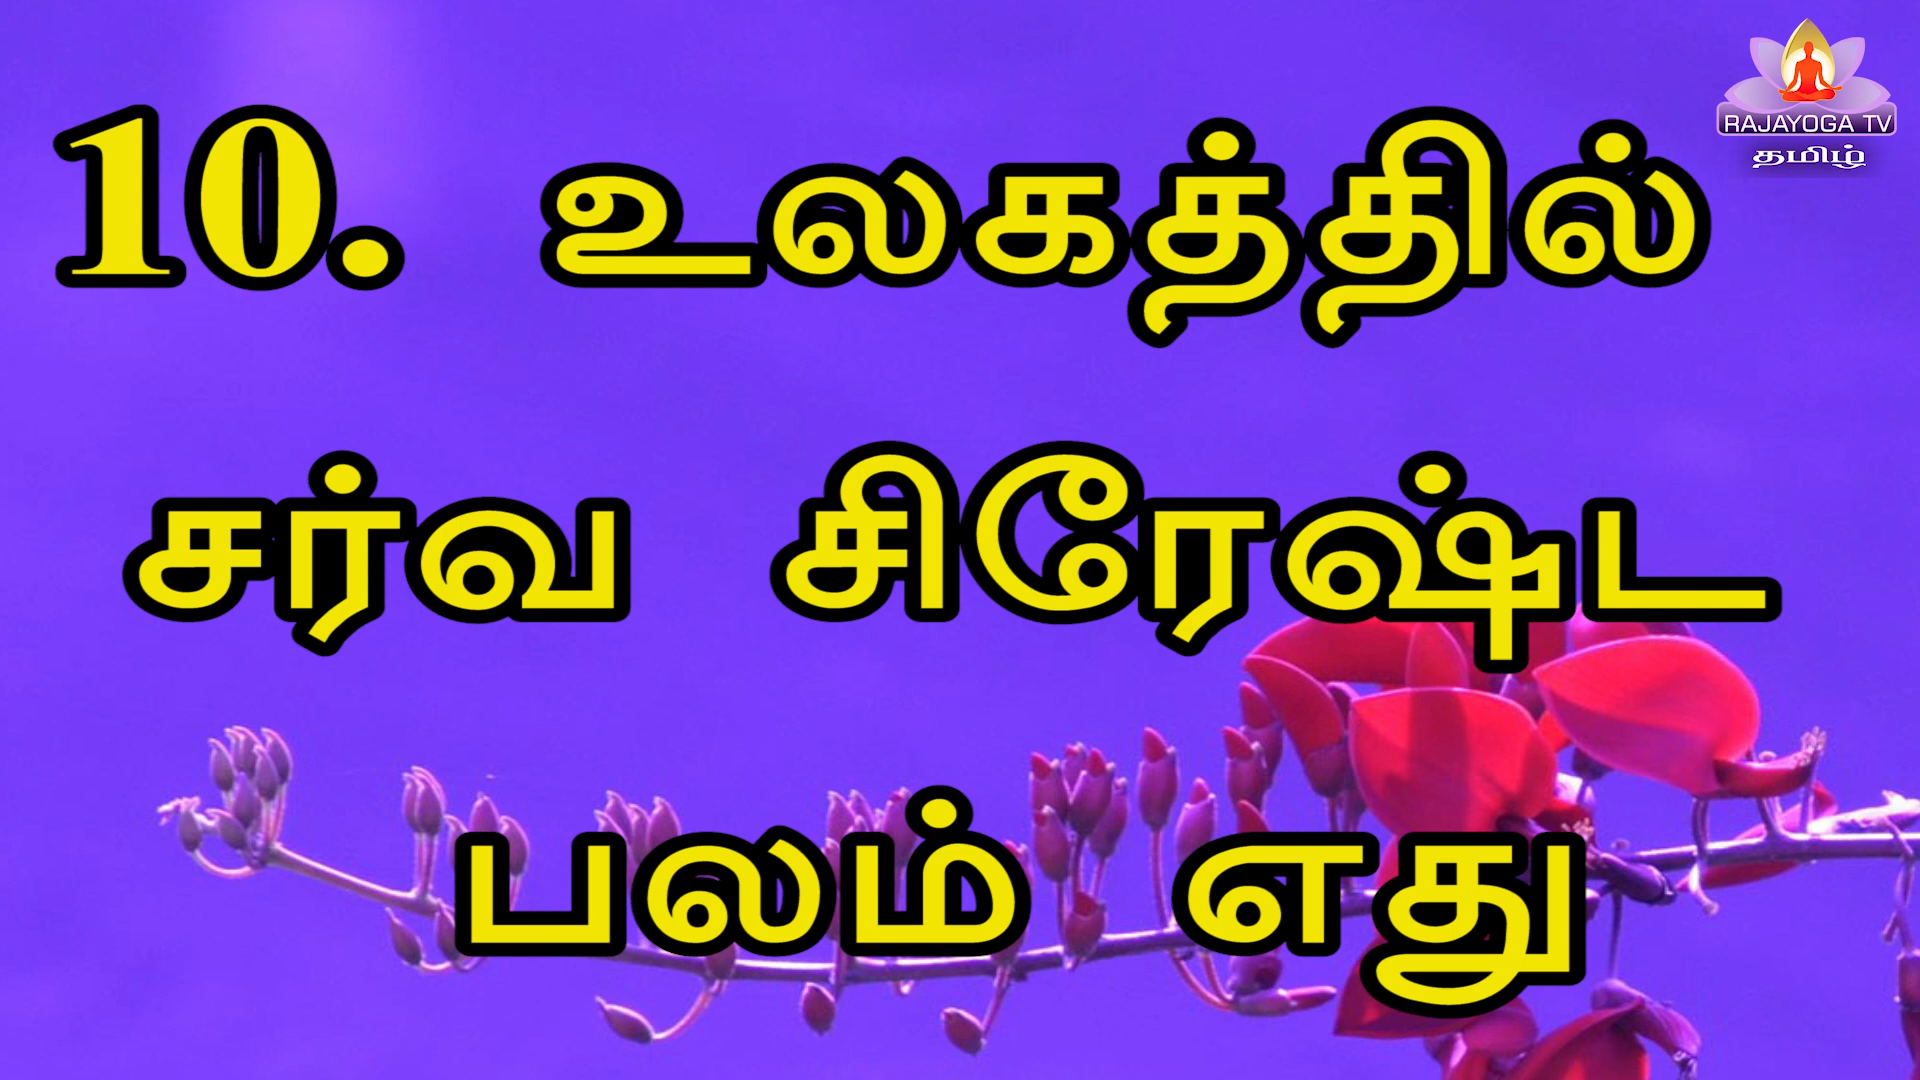 RAJAYOGA TV
தமிழ்
10. உலகத்தில்
சர்வ சிரேஷ்ட
பலம் எது